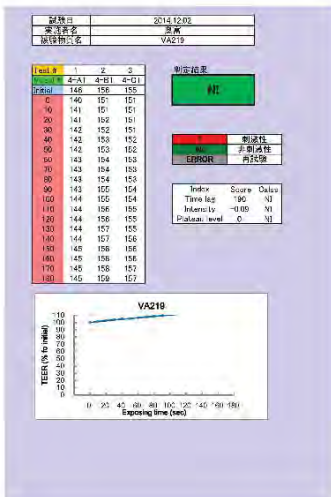 試験日 2014.12.02
実施者名
被験物質名 VA219
Test # 1 2 3
Vessel # 4-A1 4-B1 4-C1
Initial 146 156 155
0 140 151 151
10 141 151 151
20 141 152 151
30 142 152 151
40 142 153 152
50 142 153 152
60 143 154 153
70 143 154 153
80 143 154 153
90 143 155 154
100 144 155 154
110 144 156 155
120 144 156 155
130 144 157 155
140 144 157 156
150 145 158 156
160 145 158 156
170 145 158 157
180 145 159 157
判定結果
NI
I 刺激性
NI 非刺激性
ERROR 再試験
Index Score Calss
Time lag 190 NI
Intensity -0.09 NI
Plateau level 0 NI
VA219
TEER (% to initial)
110
100
90
80
70
60
50
40
30
20
10
0
0 20 40 60 80 100 120 140 160 180
Exposing time (sec)